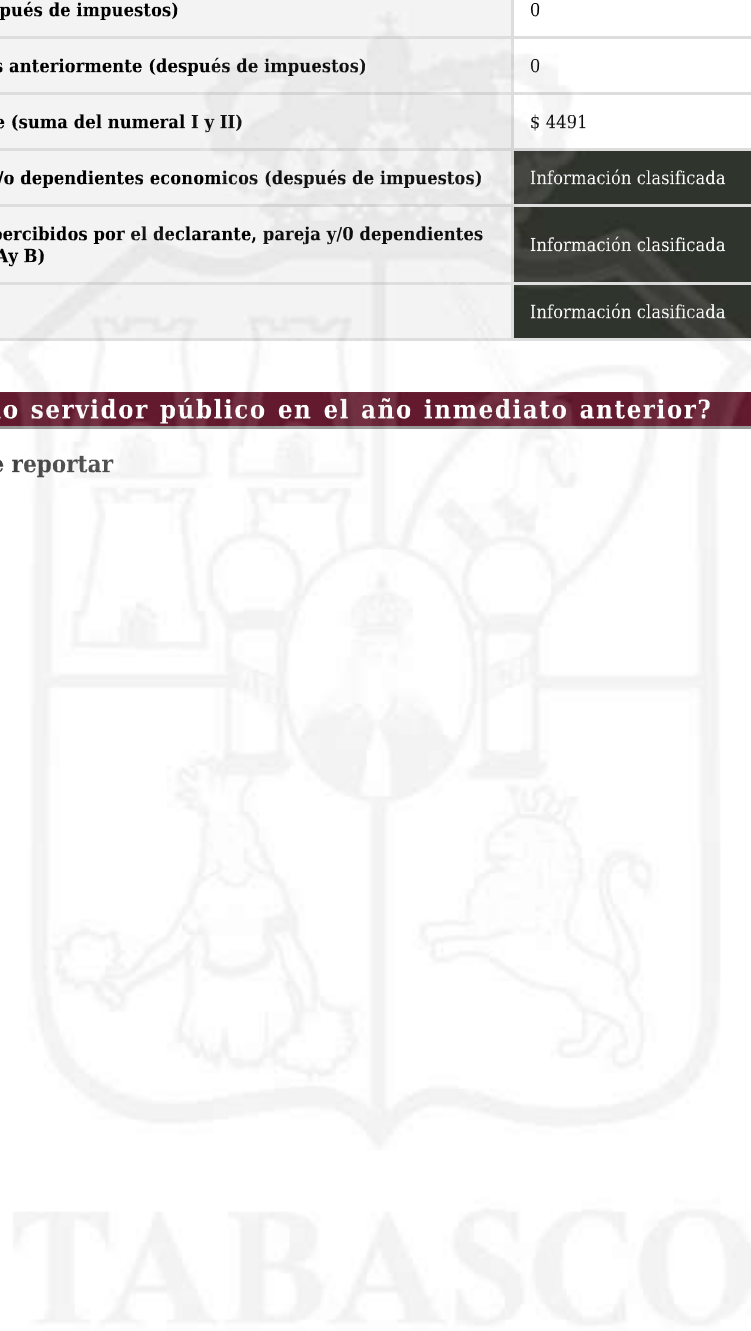 pués de impuestos) 0
s anteriormente (después de impuestos) 0
e (suma del numeral I y II) $ 4491
/o dependientes economicos (después de impuestos) Información clasificada
percibidos por el declarante, pareja y/0 dependientes
Ay B) Información clasificada
Información clasificada
o servidor público en el año inmediato anterior?
e reportar
TABASCO